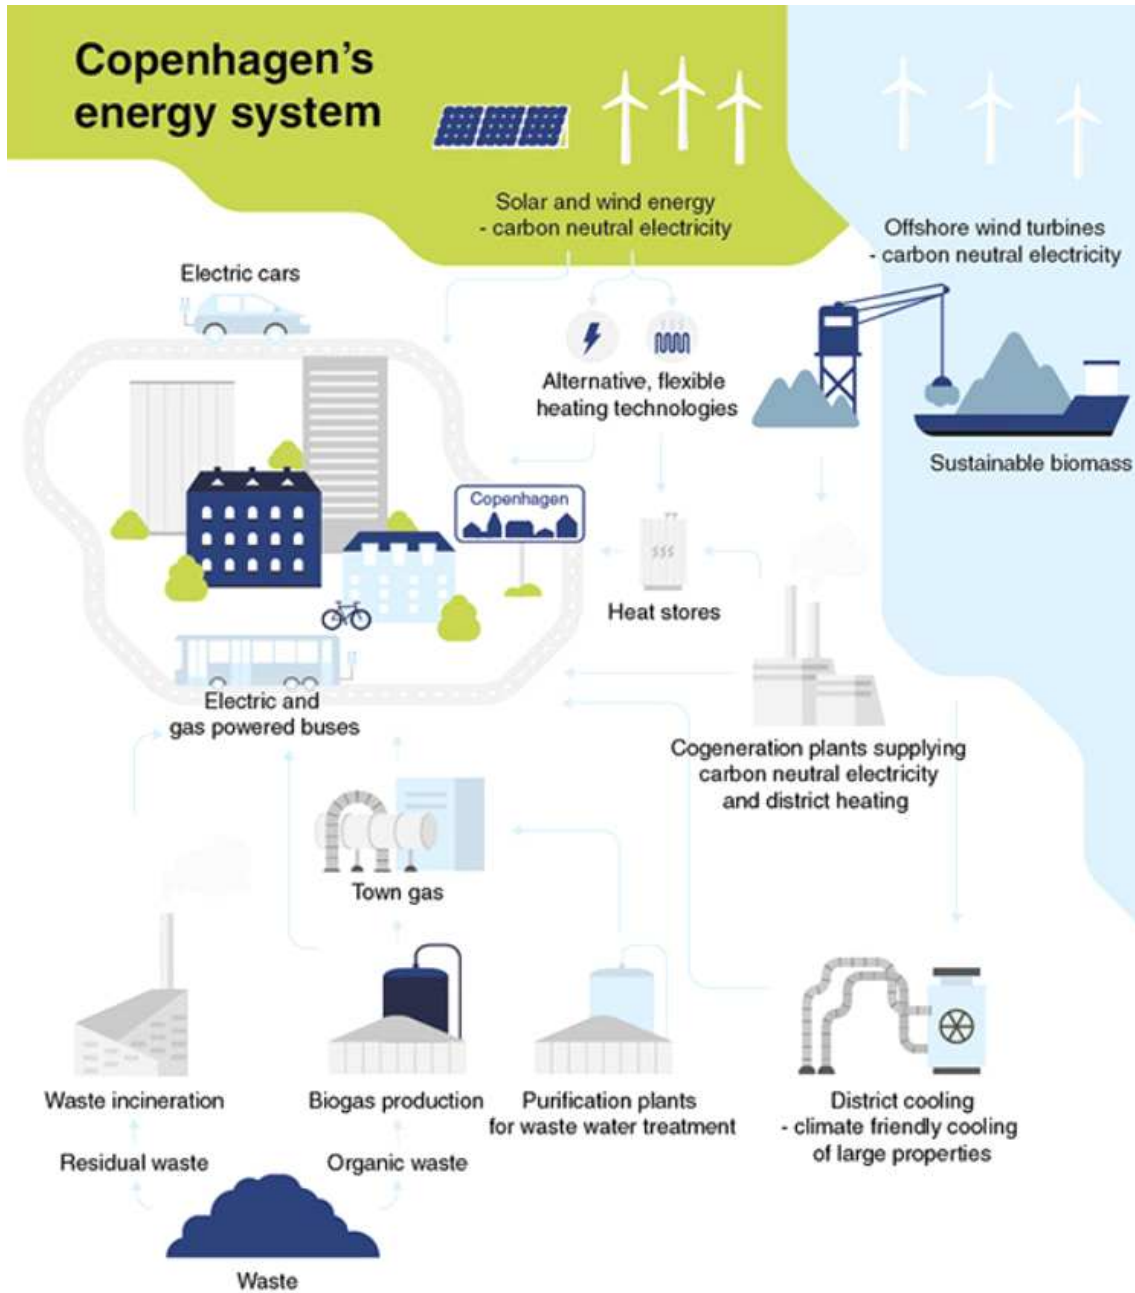 Copenhagen's
energy system
Solar and wind energy
- carbon neutral electricity
Offshore wind turbines
- carbon neutral electricity
Electric cars
Alternative, flexible
heating technologies
Sustainable biomass
Copenhagen
Heat stores
Electric and
gas powered buses
Cogeneration plants supplying
carbon neutral electricity
and district heating
Town gas
Waste incineration
Biogas production
Purification plants
for waste water treatment
District cooling
- climate friendly cooling
of large properties
Residual waste
Organic waste
Waste